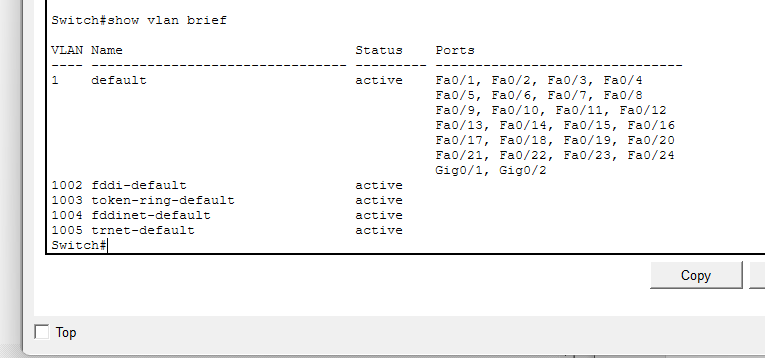 Switch#show vlan brief
VLAN Name                             Status    Ports
---- -------------------------------- --------- -------------------------------
1    default                          active    Fa0/1, Fa0/2, Fa0/3, Fa0/4
                                                Fa0/5, Fa0/6, Fa0/7, Fa0/8
                                                Fa0/9, Fa0/10, Fa0/11, Fa0/12
                                                Fa0/13, Fa0/14, Fa0/15, Fa0/16
                                                Fa0/17, Fa0/18, Fa0/19, Fa0/20
                                                Fa0/21, Fa0/22, Fa0/23, Fa0/24
                                                Gig0/1, Gig0/2
1002 fddi-default                     active
1003 token-ring-default               active
1004 fddinet-default                  active
1005 trnet-default                    active
Switch#
Copy
Top